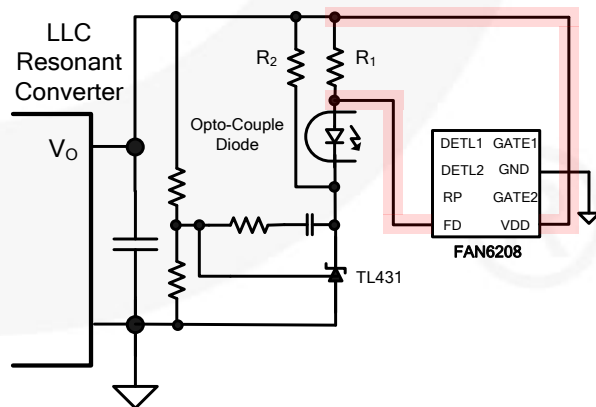 LLC
Resonant
Converter
R2
R1
Opto-Couple
Diode
VO
DETL1 GATE1
DETL2 GND
RP GATE2
FD VDD
FAN6208
TL431